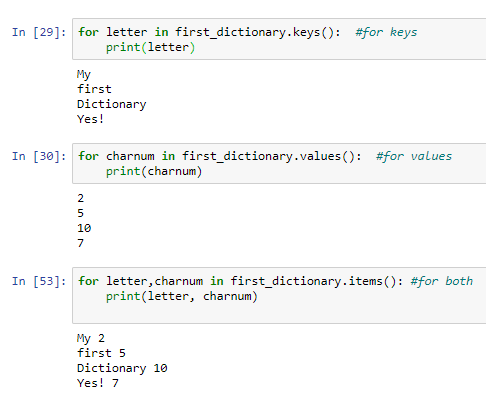 In [29]: for letter in first_dictionary.keys():  #for keys
    print(letter)
My
first
Dictionary
Yes!
In [30]: for charnum in first_dictionary.values():  #for values
    print(charnum)
2
5
10
7
In [53]: for letter,charnum in first_dictionary.items(): #for both
    print(letter, charnum)
My 2
first 5
Dictionary 10
Yes! 7